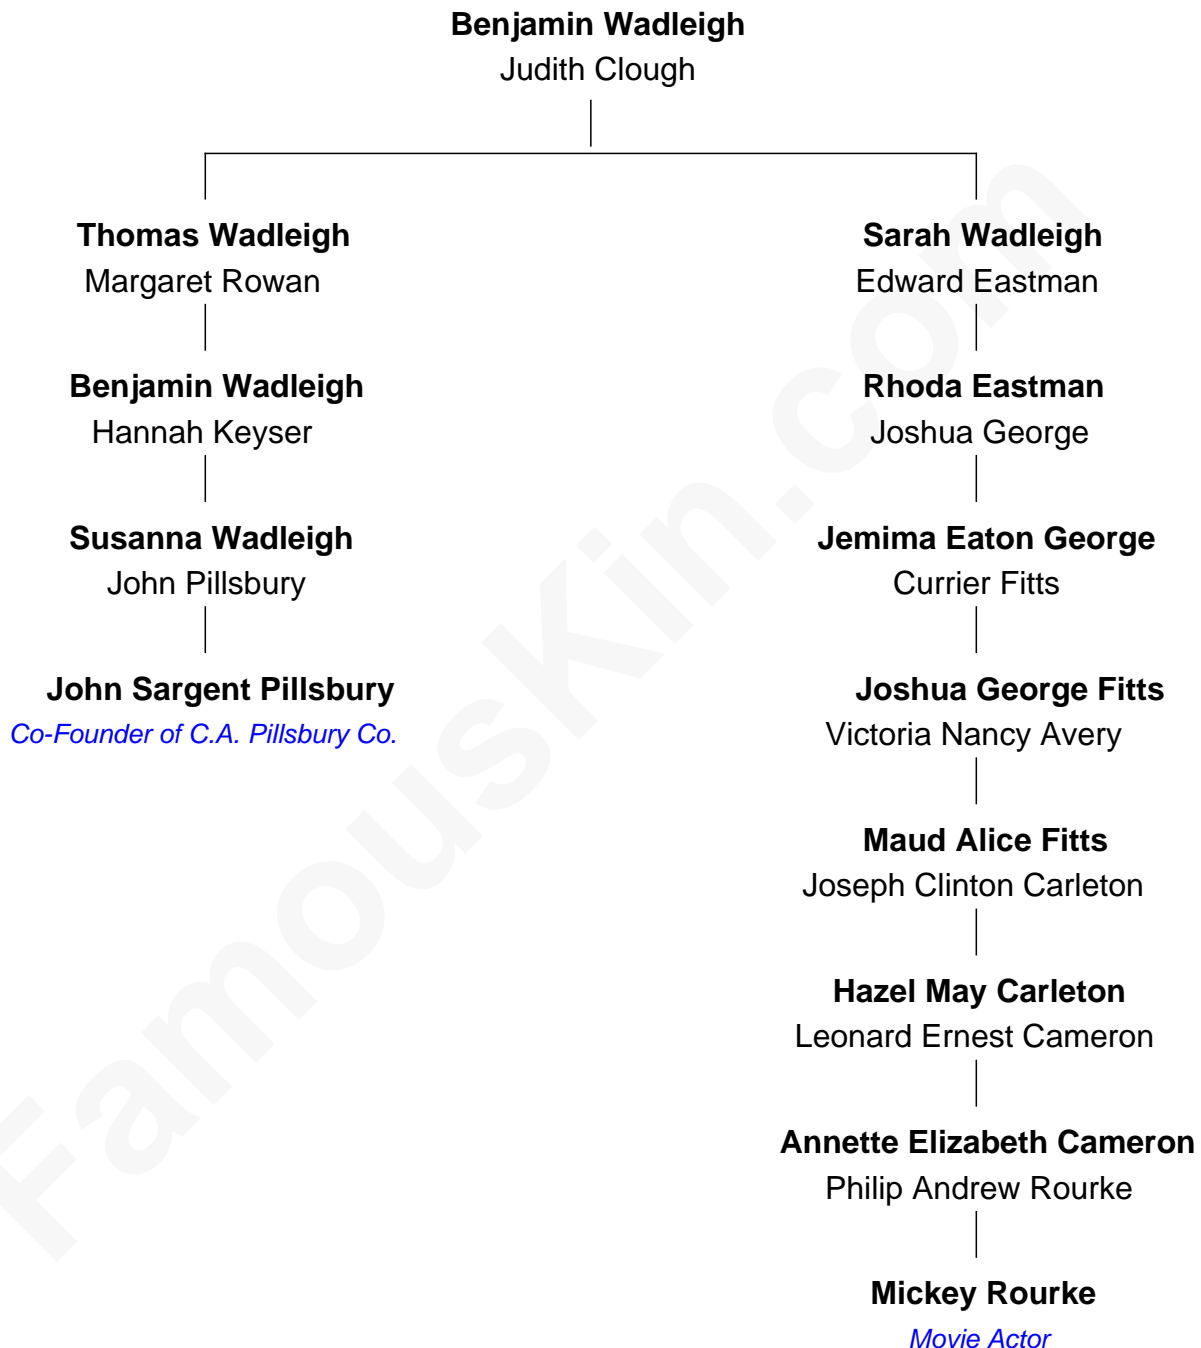 Benjamin Wadleigh
Judith Clough
Thomas Wadleigh
Margaret Rowan
Benjamin Wadleigh
Hannah Keyser
Susanna Wadleigh
John Pillsbury
John Sargent Pillsbury
Co-Founder of C.A. Pillsbury Co.
Sarah Wadleigh
Edward Eastman
Rhoda Eastman
Joshua George
Jemima Eaton George
Currier Fitts
Joshua George Fitts
Victoria Nancy Avery
Maud Alice Fitts
Joseph Clinton Carleton
Hazel May Carleton
Leonard Ernest Cameron
Annette Elizabeth Cameron
Philip Andrew Rourke
Mickey Rourke
Movie Actor
FamousKin.com